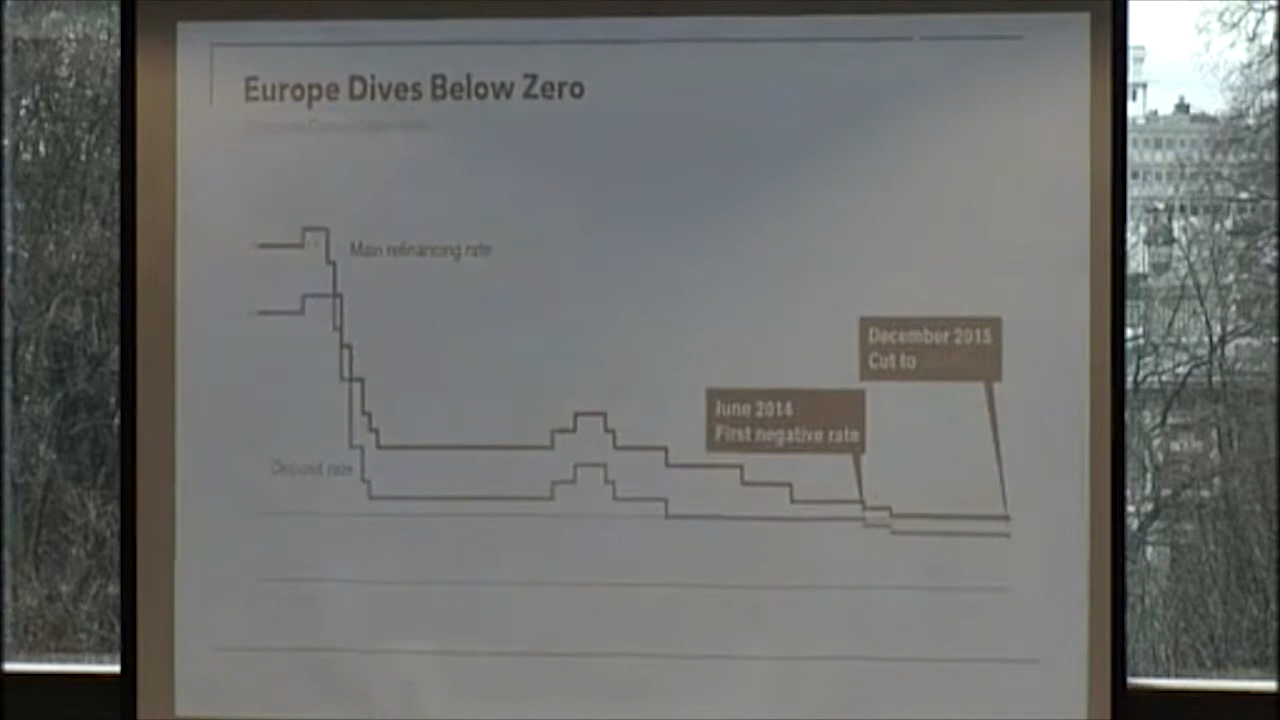 Europe Dives Below Zero
Main refinancing rate
December 2015
Cut to
June 2014
First negative rate
Deposit rate